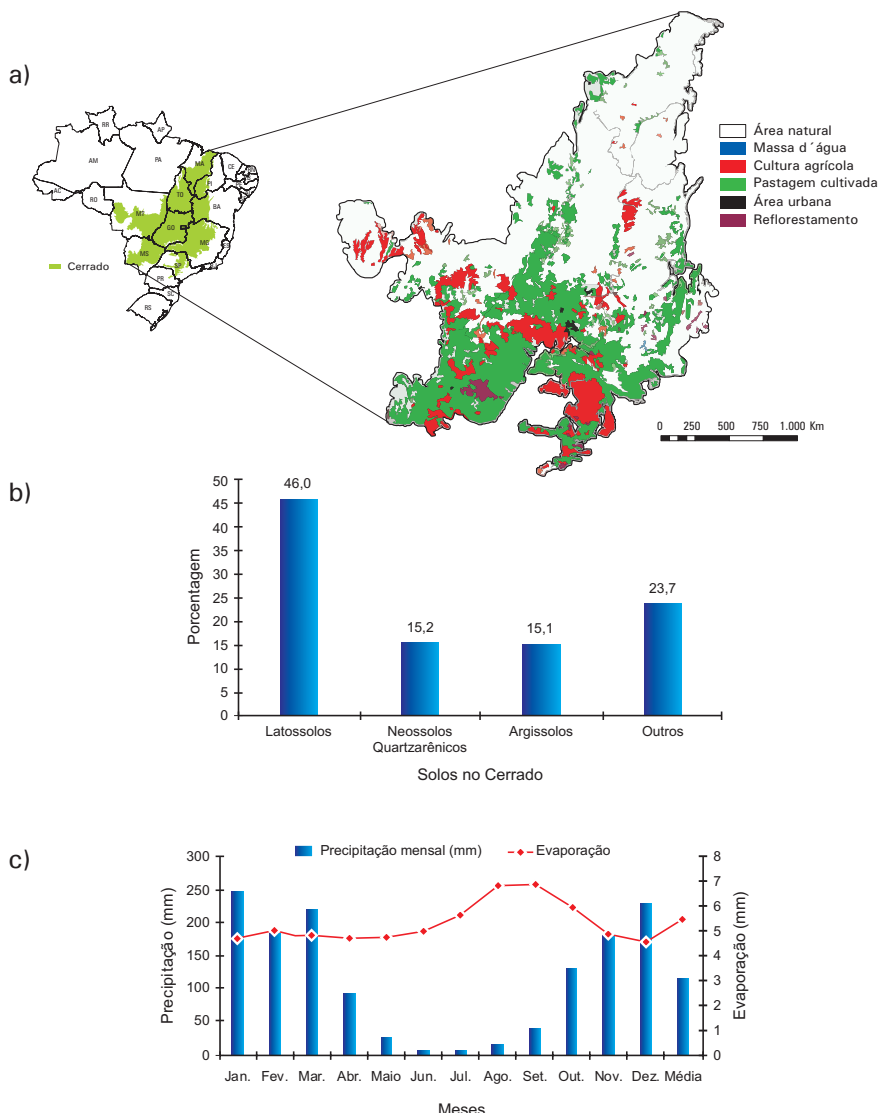 a)
RR
AP
AM
PA
MA
CE
PI
AC
RO
TO
BA
MT
GO
MG
MS
SP
PR
SC
RS
Cerrado
Área natural
Massa d´água
Cultura agrícola
Pastagem cultivada
Área urbana
Reflorestamento
0 250 500 750 1.000 Km
b)
Porcentagem
50
45
40
35
30
25
20
15
10
5
0
46,0
15,2
15,1
23,7
Latossolos
Neossolos
Quartzarênicos
Argissolos
Outros
Solos no Cerrado
c)
Precipitação mensal (mm)
Evaporação
Precipitação (mm)
300
250
200
150
100
50
0
8
7
6
5
4
3
2
1
0
Evaporação (mm)
Jan. Fev. Mar. Abr. Maio Jun. Jul. Ago. Set. Out. Nov. Dez. Média
Meses